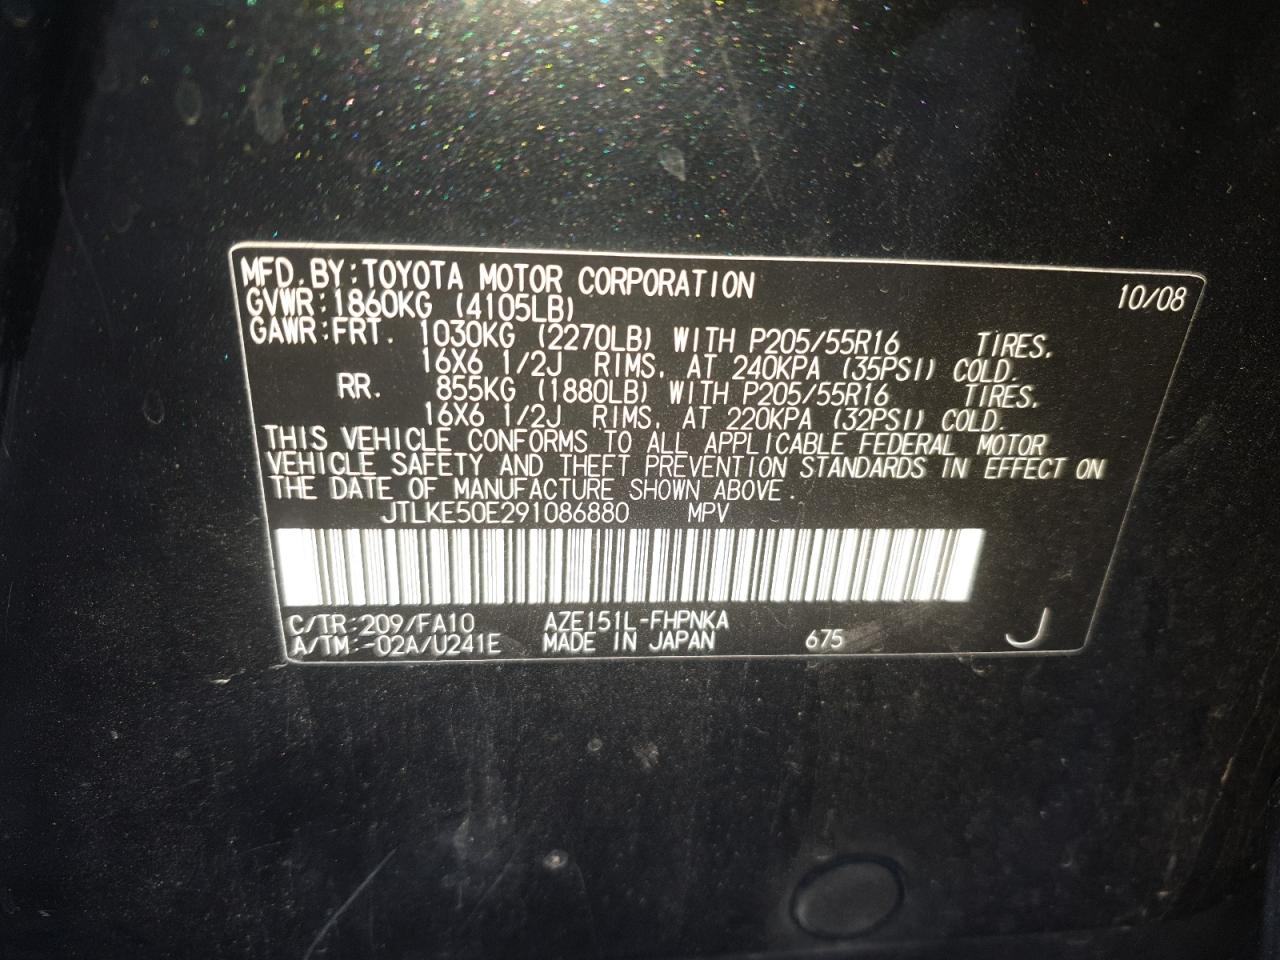 MFD.BY:TOYOTA MOTOR CORPORATION 10/08
GVWR:1860KG (4105LB)
GAWR:FRT. 1030KG (2270LB) WITH P205/55R16 TIRES,
16X6 1/2J RIMS, AT 240KPA (35PSI) COLD.
RR. 855KG (1880LB) WITH P205/55R16 TIRES,
16X6 1/2J RIMS, AT 220KPA (32PSI) COLD.
THIS VEHICLE CONFORMS TO ALL APPLICABLE FEDERAL MOTOR
VEHICLE SAFETY AND THEFT PREVENTION STANDARDS IN EFFECT ON
THE DATE OF MANUFACTURE SHOWN ABOVE.
JTLKE50E291086880 MPV
C/TR:209/FA10 AZE151L-FHPNKA
A/TM:-02A/U241E MADE IN JAPAN 675 J